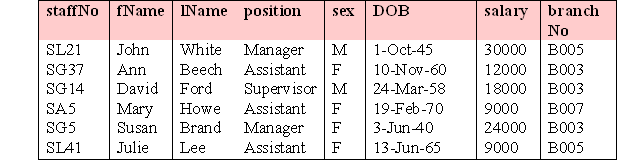 staffNo fName lName position sex DOB salary branch
No
SL21 John White Manager M 1-Oct-45 30000 B005
SG37 Ann Beech Assistant F 10-Nov-60 12000 B003
SG14 David Ford Supervisor M 24-Mar-58 18000 B003
SA5 Mary Howe Assistant F 19-Feb-70 9000 B007
SG5 Susan Brand Manager F 3-Jun-40 24000 B003
SL41 Julie Lee Assistant F 13-Jun-65 9000 B005